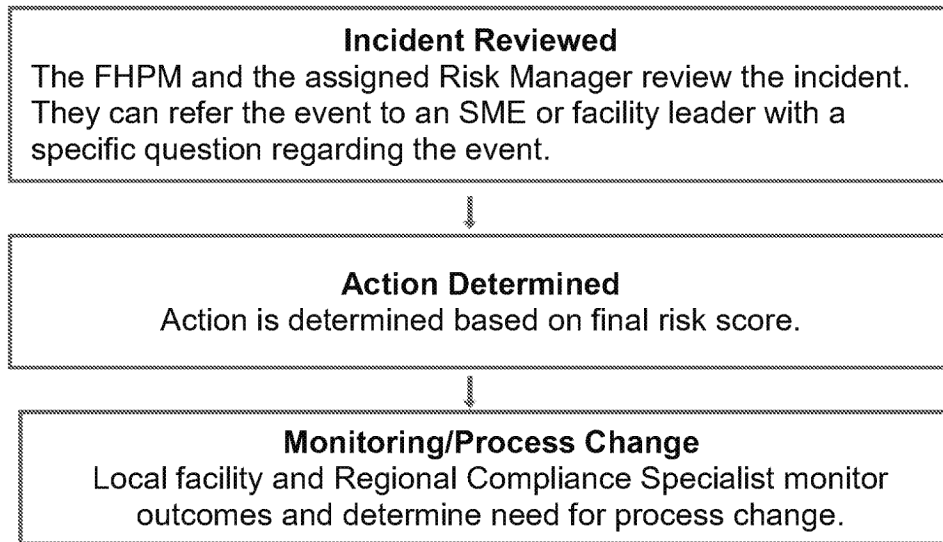 Incident Reviewed
The FHPM and the assigned Risk Manager review the incident.
They can refer the event to an SME or facility leader with a
specific question regarding the event.
Action Determined
Action is determined based on final risk score.
Monitoring/Process Change
Local facility and Regional Compliance Specialist monitor
outcomes and determine need for process change.